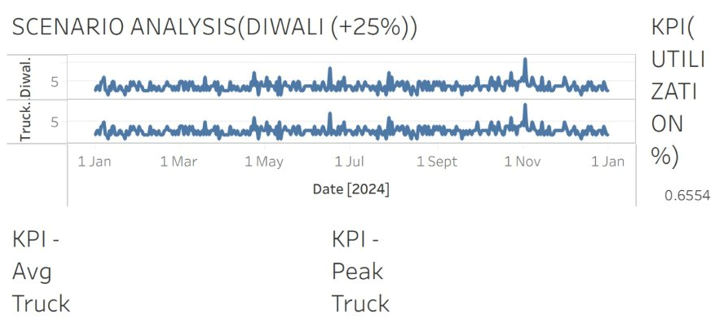 SCENARIO ANALYSIS(DIWALI (+25%))
KPI(
UTILI
ZATI
ON
%)
0.6554
Diwal.
5
Truck..
5
1 Jan
1 Mar
1 May
1 Jul
1 Sept
1 Nov
1 Jan
Date [2024]
KPI -
Avg
Truck
KPI -
Peak
Truck